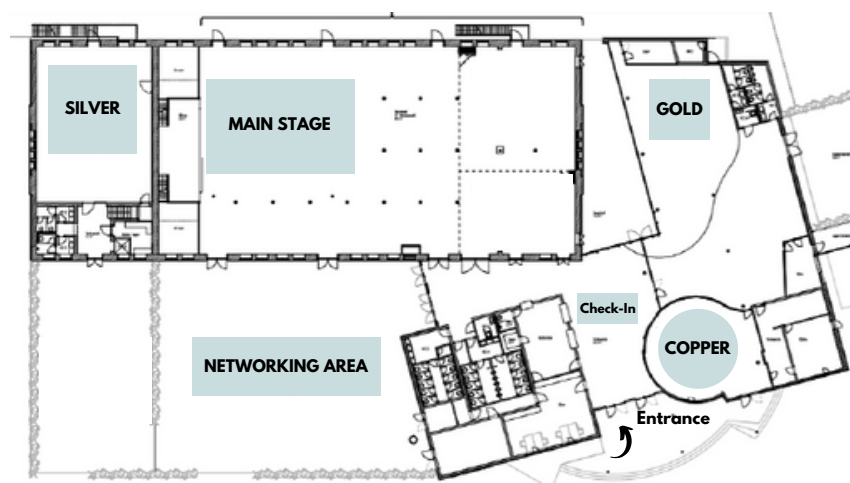 SILVER
MAIN STAGE
GOLD
Check-In
NETWORKING AREA
COPPER
Entrance